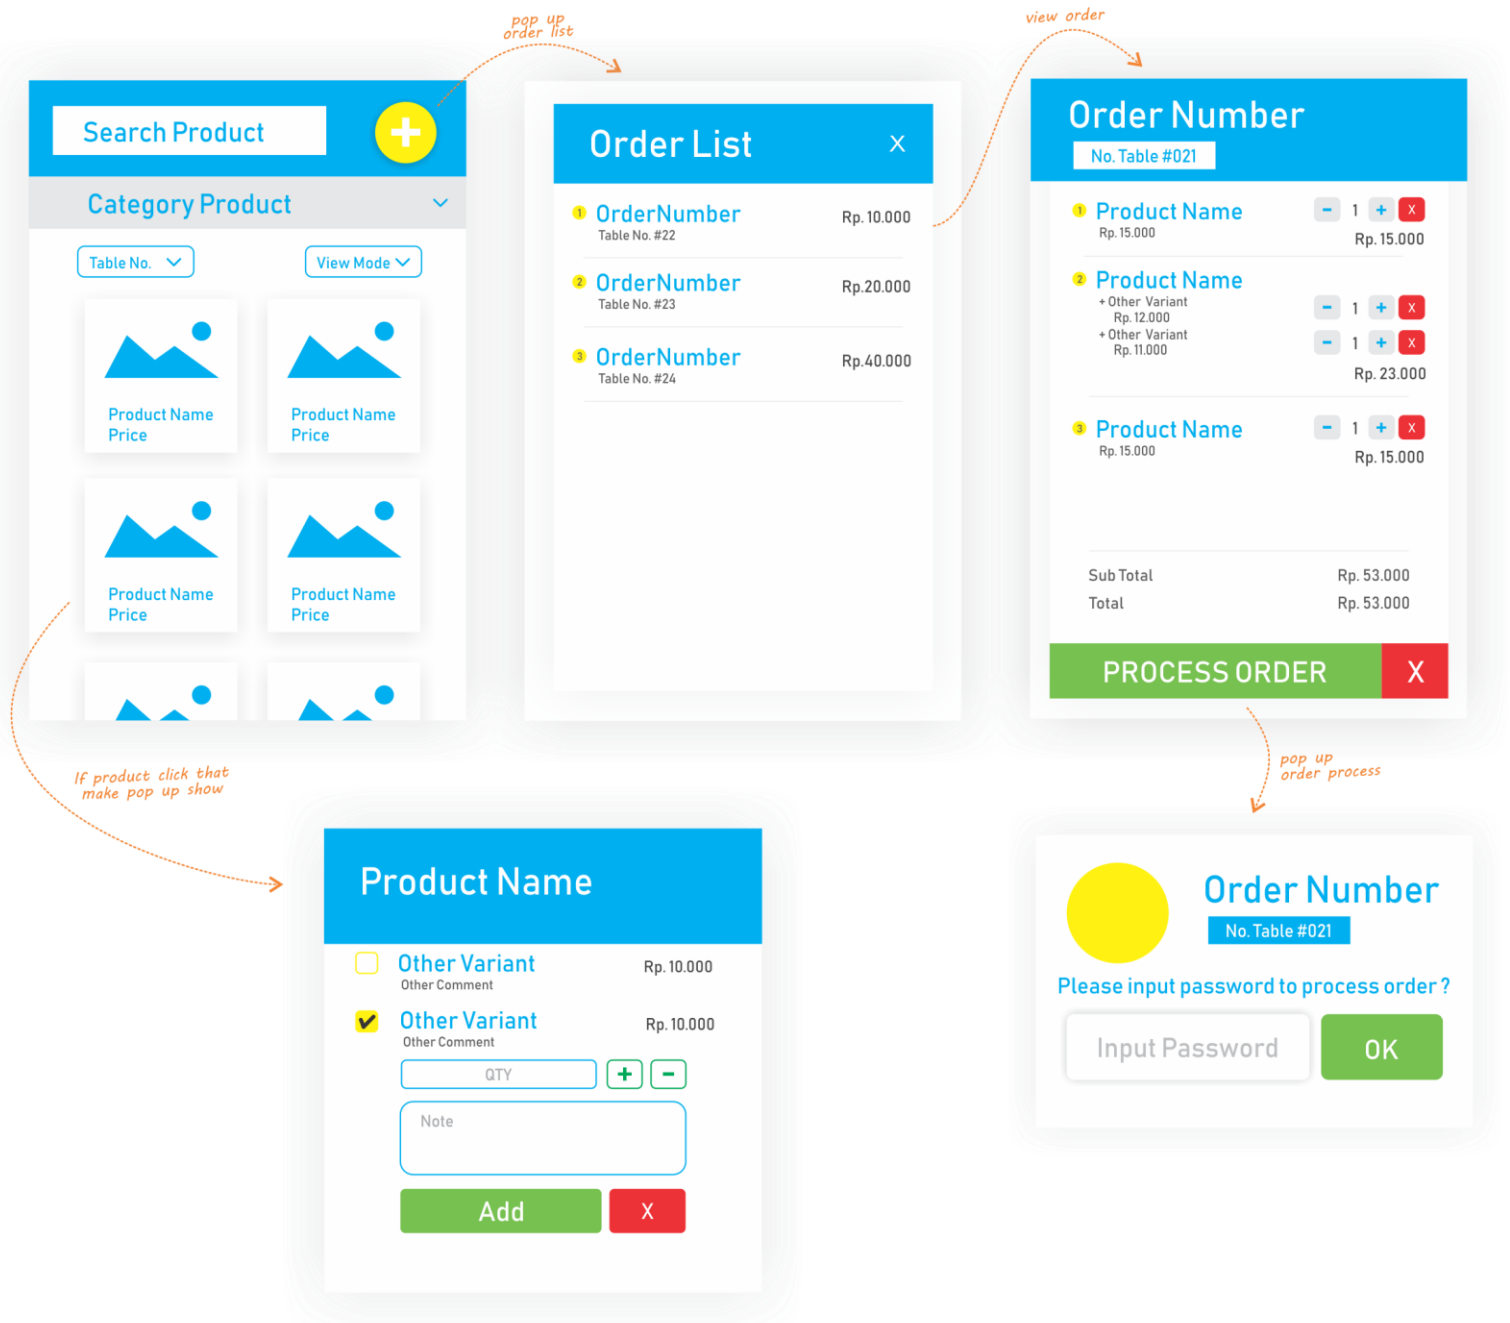 pop up
order list
view order
Search Product
+
Category Product
Table No.
View Mode
Product Name
Price
Product Name
Price
Product Name
Price
Product Name
Price
If product click that
make pop up show
Order List
X
1 OrderNumber Rp. 10.000
Table No. #22
2 OrderNumber Rp.20.000
Table No. #23
3 OrderNumber Rp.40.000
Table No. #24
Order Number
No. Table #021
1 Product Name - 1 + X
Rp. 15.000
Rp. 15.000
2 Product Name
+ Other Variant - 1 + X
Rp. 12.000
+ Other Variant - 1 + X
Rp. 11.000
Rp. 23.000
3 Product Name - 1 + X
Rp. 15.000
Rp. 15.000
Sub Total Rp. 53.000
Total Rp. 53.000
PROCESS ORDER X
pop up
order process
Product Name
Other Variant Rp. 10.000
Other Comment
Other Variant Rp. 10.000
Other Comment
QTY + -
Note
Add X
Order Number
No. Table #021
Please input password to process order ?
Input Password OK